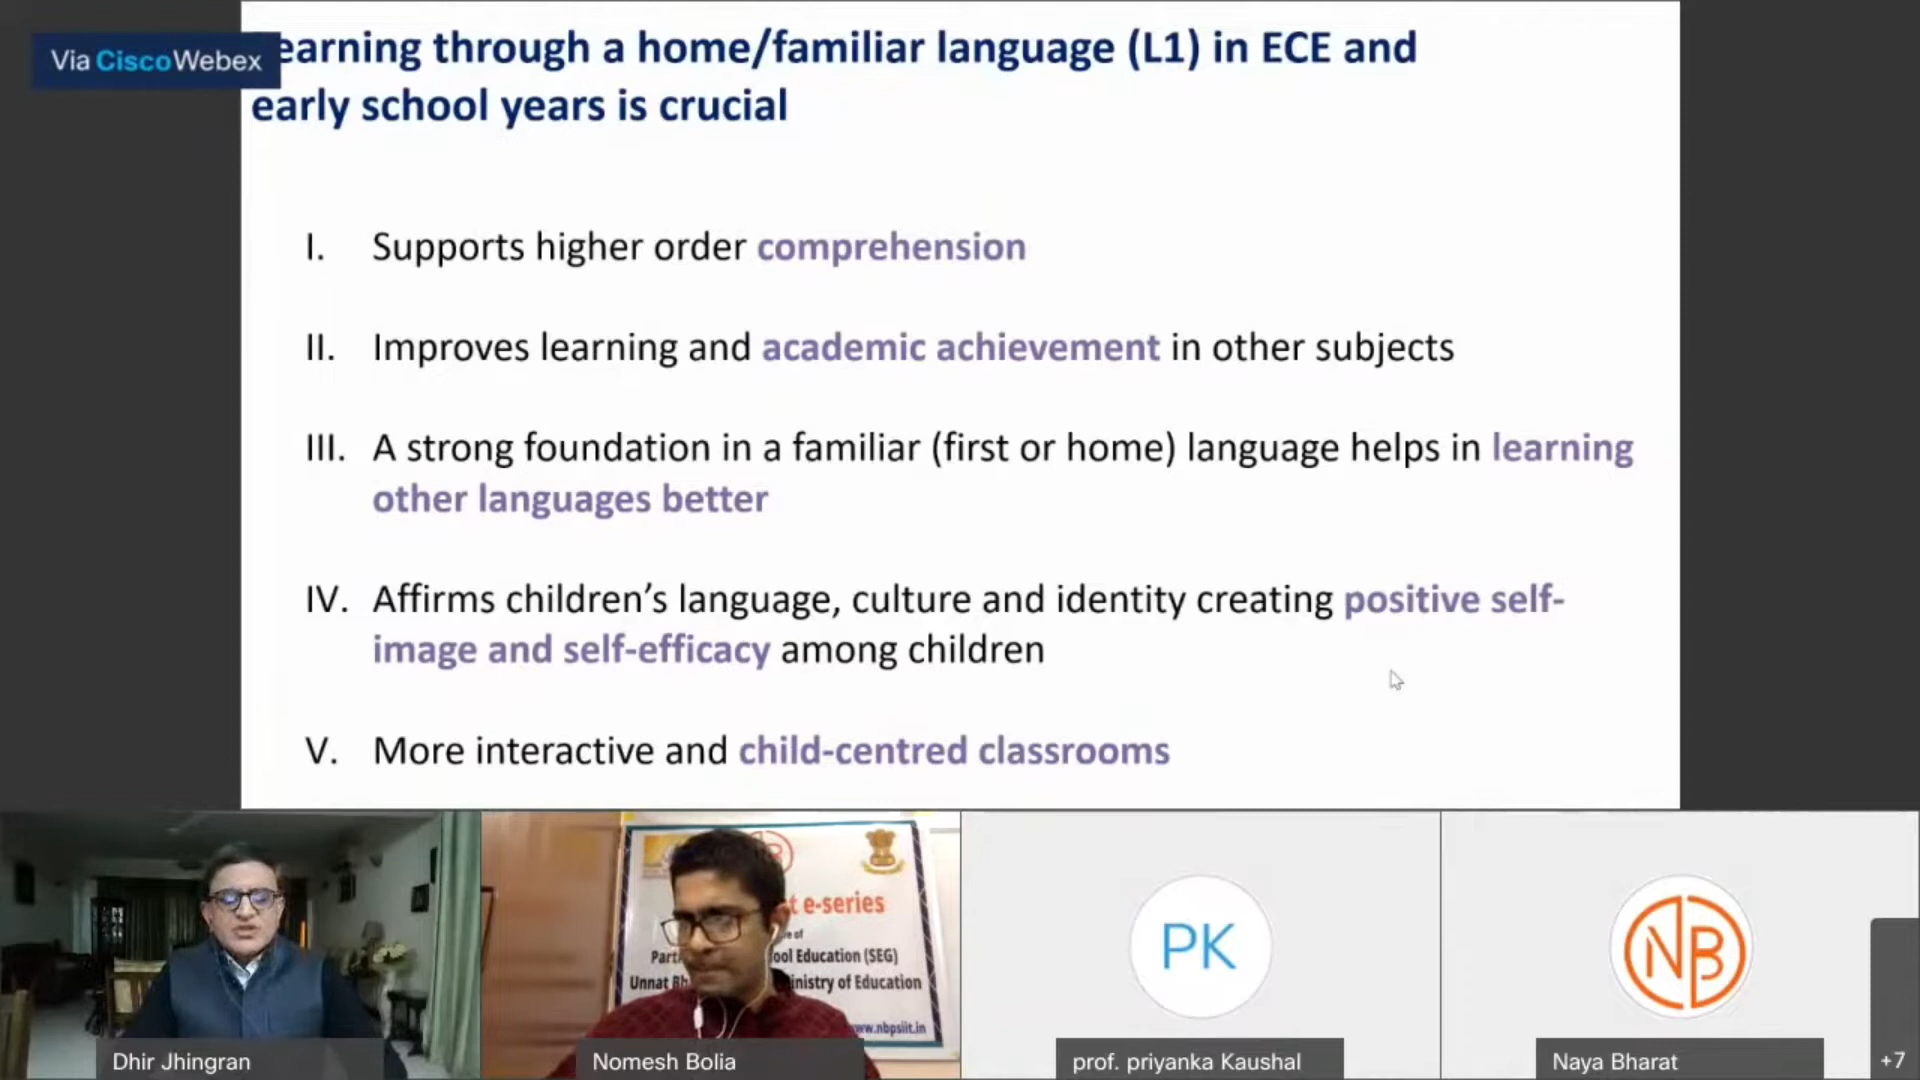 Via CiscoWebex
earning through a home/familiar language (L1) in ECE and
early school years is crucial
I. Supports higher order comprehension
II. Improves learning and academic achievement in other subjects
III. A strong foundation in a familiar (first or home) language helps in learning
other languages better
IV. Affirms children’s language, culture and identity creating positive self-
image and self-efficacy among children
V. More interactive and child-centred classrooms
e-series
of
ool Education (SEG)
Unnat
inistry of Education
www.nbpsiit.in
PK
NB
Dhir Jhingran
Nomesh Bolia
prof. priyanka Kaushal
Naya Bharat
+7